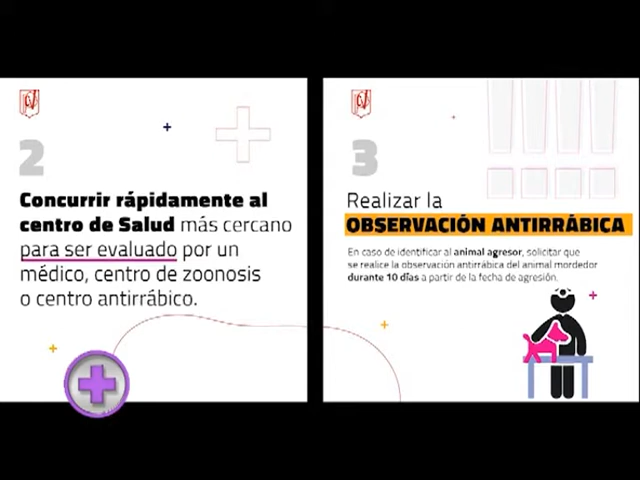 2
Concurrir rápidamente al
centro de Salud más cercano
para ser evaluado por un
médico, centro de zoonosis
o centro antirrábico.
3
Realizar la
OBSERVACIÓN ANTIRRÁBICA
En caso de identificar al animal agresor, solicitar que
se realice la observación antirrábica del animal mordedor
durante 10 días a partir de la fecha de agresión.